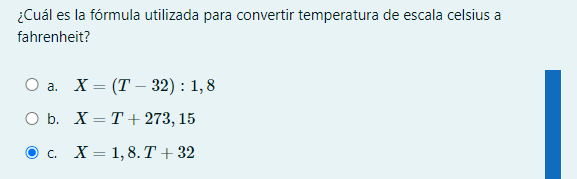 ¿Cuál es la fórmula utilizada para convertir temperatura de escala celsius a
fahrenheit?
a. X = (T − 32) : 1,8
b. X = T + 273,15
c. X = 1,8.T + 32